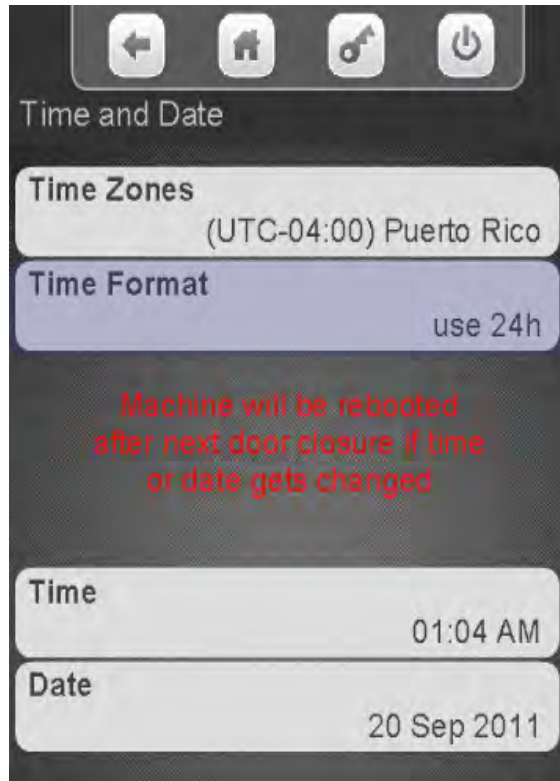 Time and Date
Time Zones
(UTC-04:00) Puerto Rico
Time Format
use 24h
Machine will be rebooted
after next door closure if time
or date gets changed
Time
01:04 AM
Date
20 Sep 2011